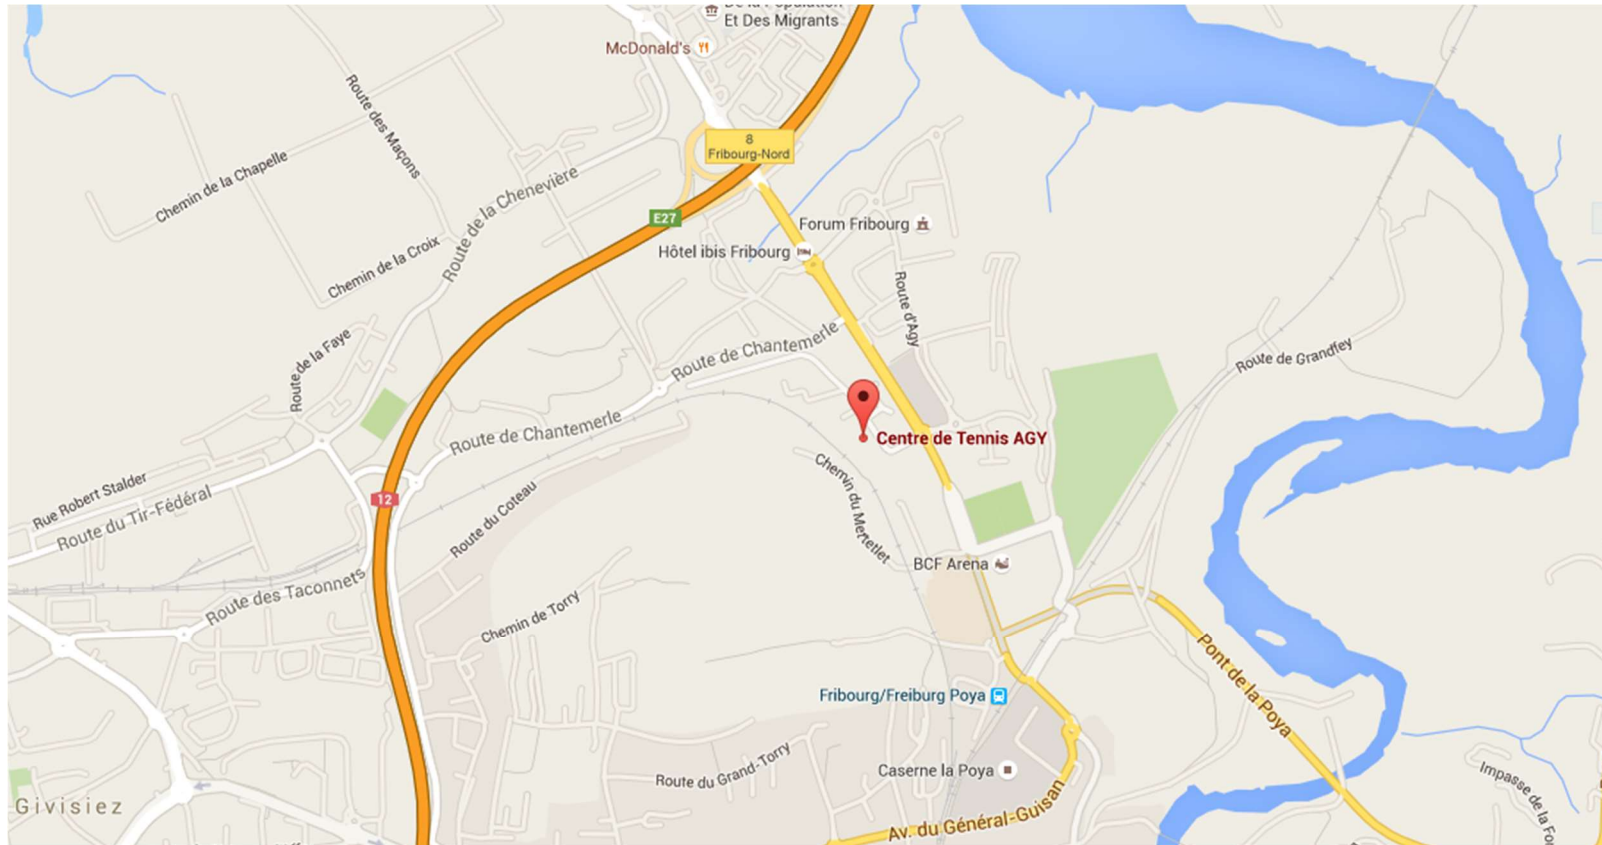 Et Des Migrants
McDonald's
Route des Maçons
8
Fribourg-Nord
Chemin de la Chapelle
Route de la Chenevière
E27
Forum Fribourg
Hôtel ibis Fribourg
Chemin de la Croix
Route d'Agy
Route de la Faye
Route de Chantemerle
Route de Grandfey
Route de Chantemerle
Centre de Tennis AGY
Rue Robert Stalder
Route du Tir-Fédéral
12
Route du Coteau
Chemin du Mettetlet
BCF Arena
Route des Taconnets
Chemin de Torry
Pont de la Poya
Fribourg/Freiburg Poya
Route du Grand-Torry
Caserne la Poya
Givisiez
Av. du Général-Guisan
Impasse de la